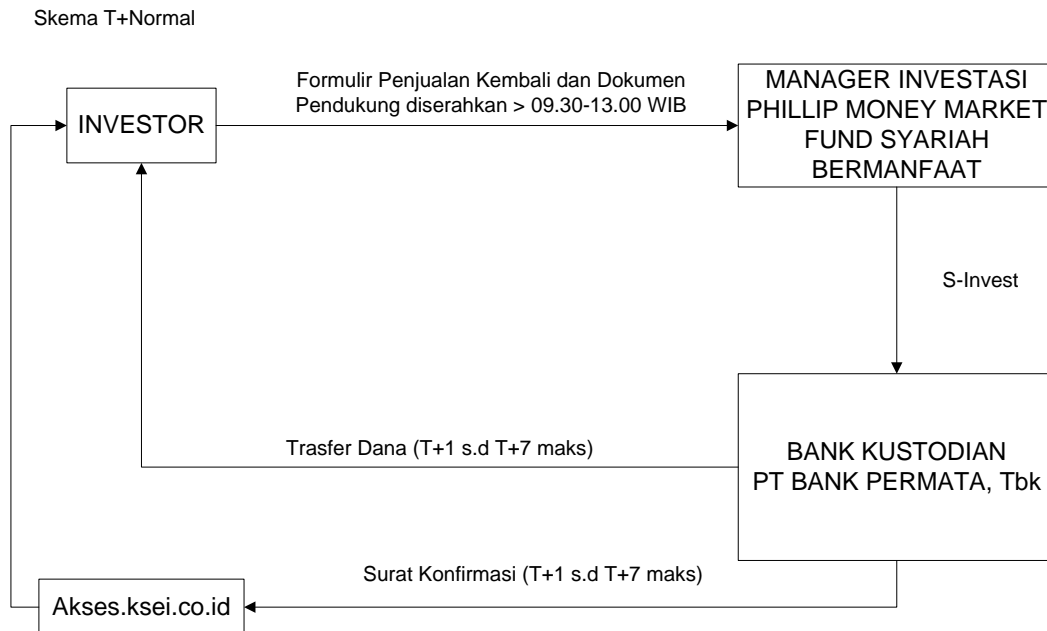 Skema T+Normal
Formulir Penjualan Kembali dan Dokumen
Pendukung diserahkan > 09.30-13.00 WIB
INVESTOR
MANAGER INVESTASI
PHILLIP MONEY MARKET
FUND SYARIAH
BERMANFAAT
S-Invest
Trasfer Dana (T+1 s.d T+7 maks)
BANK KUSTODIAN
PT BANK PERMATA, Tbk
Surat Konfirmasi (T+1 s.d T+7 maks)
Akses.ksei.co.id